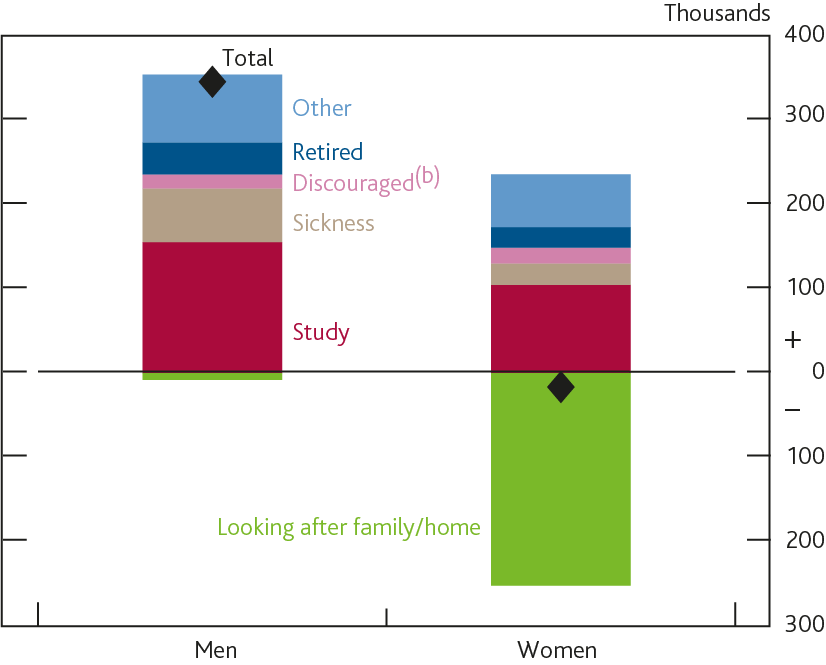 Thousands
400
Total
Other
300
Retired
Discouraged(b)
200
Sickness
100
Study
+
0
–
100
Looking after family/home
200
300
Men
Women